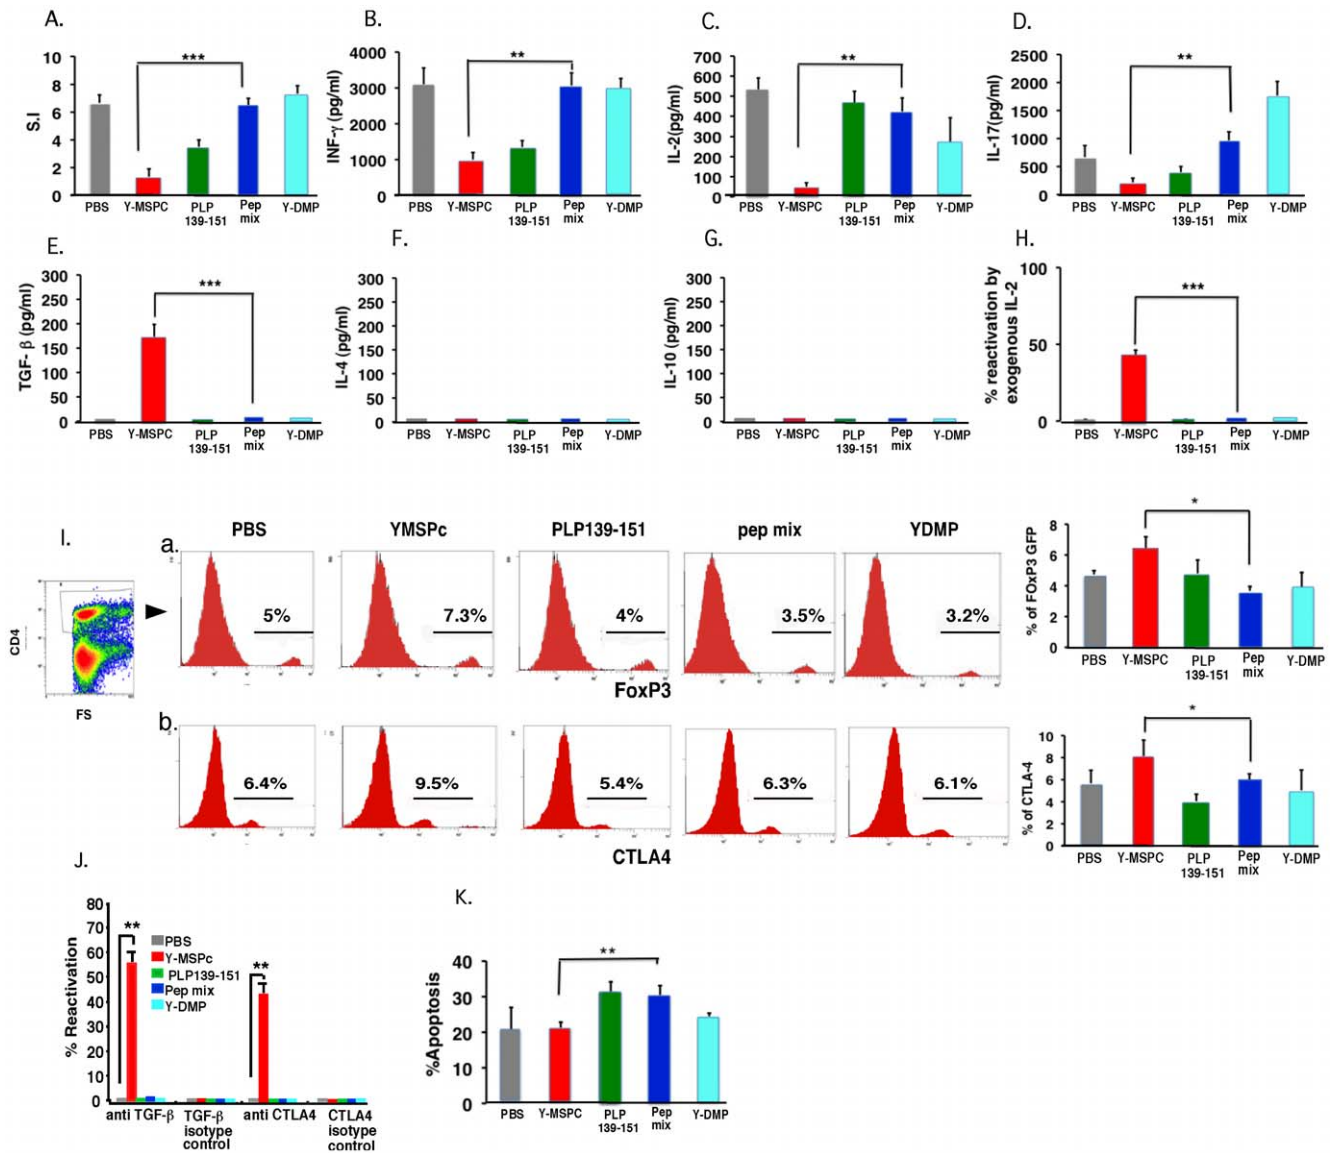 A.
B.
C.
D.
S.I
10
8
6
4
2
0
***
PBS Y-MSPC PLP 139-151 Pep mix Y-DMP
INF-γ (pg/ml)
4000
3000
2000
1000
0
**
PBS Y-MSPC PLP 139-151 Pep mix Y-DMP
IL-2(pg/ml)
700
600
500
400
300
200
100
0
**
PBS Y-MSPC PLP 139-151 Pep mix Y-DMP
IL-17(pg/ml)
2500
2000
1500
1000
500
0
**
PBS Y-MSPC PLP 139-151 Pep mix Y-DMP
E.
F.
G.
H.
TGF- β (pg/ml)
300
250
200
150
100
50
0
***
PBS Y-MSPC PLP 139-151 Pep mix Y-DMP
IL-4 (pg/ml)
300
250
200
150
100
50
0
PBS Y-MSPC PLP 139-151 Pep mix Y-DMP
IL-10 (pg/ml)
300
250
200
150
100
50
0
PBS Y-MSPC PLP 139-151 Pep mix Y-DMP
% reactivation by
exogenous IL-2
100
50
0
***
PBS Y-MSPC PLP 139-151 Pep mix Y-DMP
I.
CD4
FS
a.
PBS YMSPc PLP139-151 pep mix YDMP
5% 7.3% 4% 3.5% 3.2%
FoxP3
% of FOxP3 GFP
8
6
4
2
0
*
PBS Y-MSPC PLP 139-151 Pep mix Y-DMP
b.
6.4% 9.5% 5.4% 6.3% 6.1%
CTLA4
% of CTLA-4
10
8
6
4
2
0
*
PBS Y-MSPC PLP 139-151 Pep mix Y-DMP
J.
% Reactivation
80
70
60
50
40
30
20
10
0
**
**
PBS
Y-MSPc
PLP139-151
Pep mix
Y-DMP
anti TGF-β TGF-β isotype control anti CTLA4 CTLA4 isotype control
K.
%Apoptosis
40
30
20
10
0
**
PBS Y-MSPC PLP 139-151 Pep mix Y-DMP